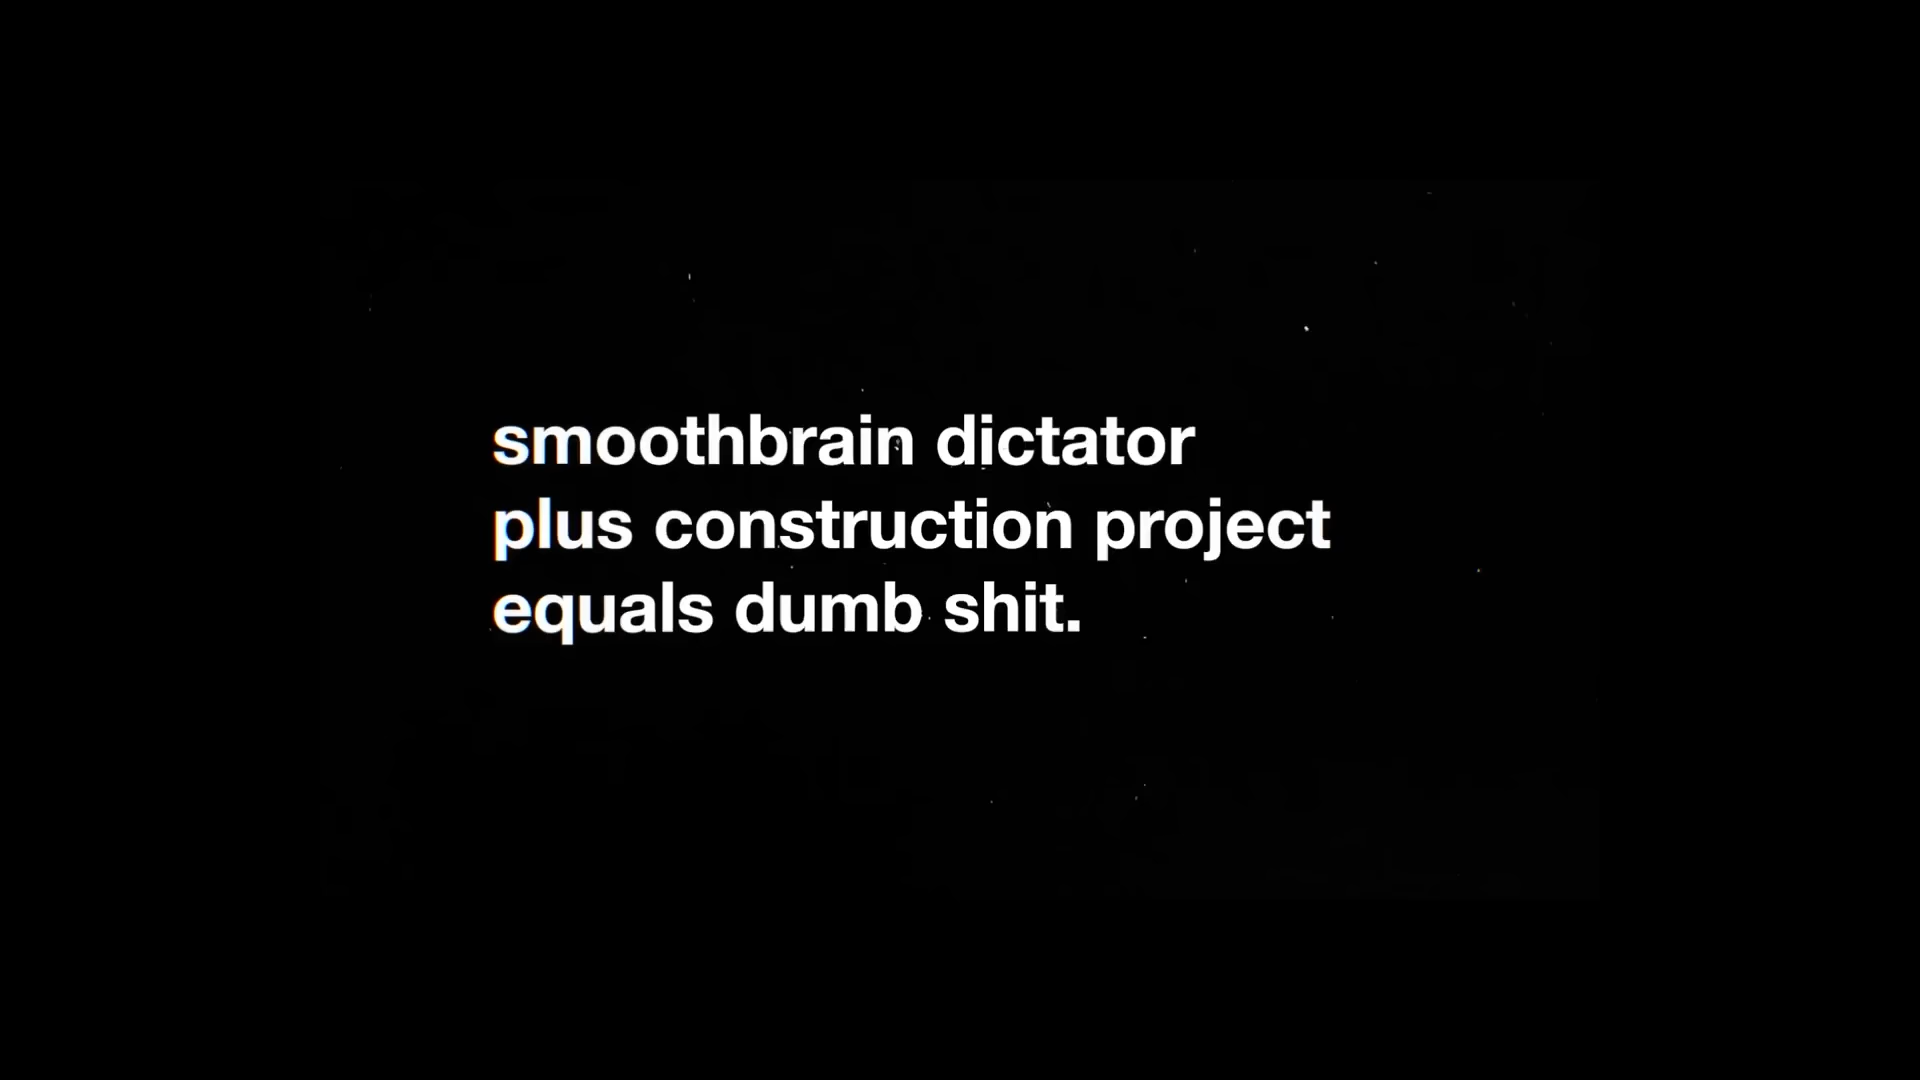 smoothbrain dictator
plus construction project
equals dumb shit.